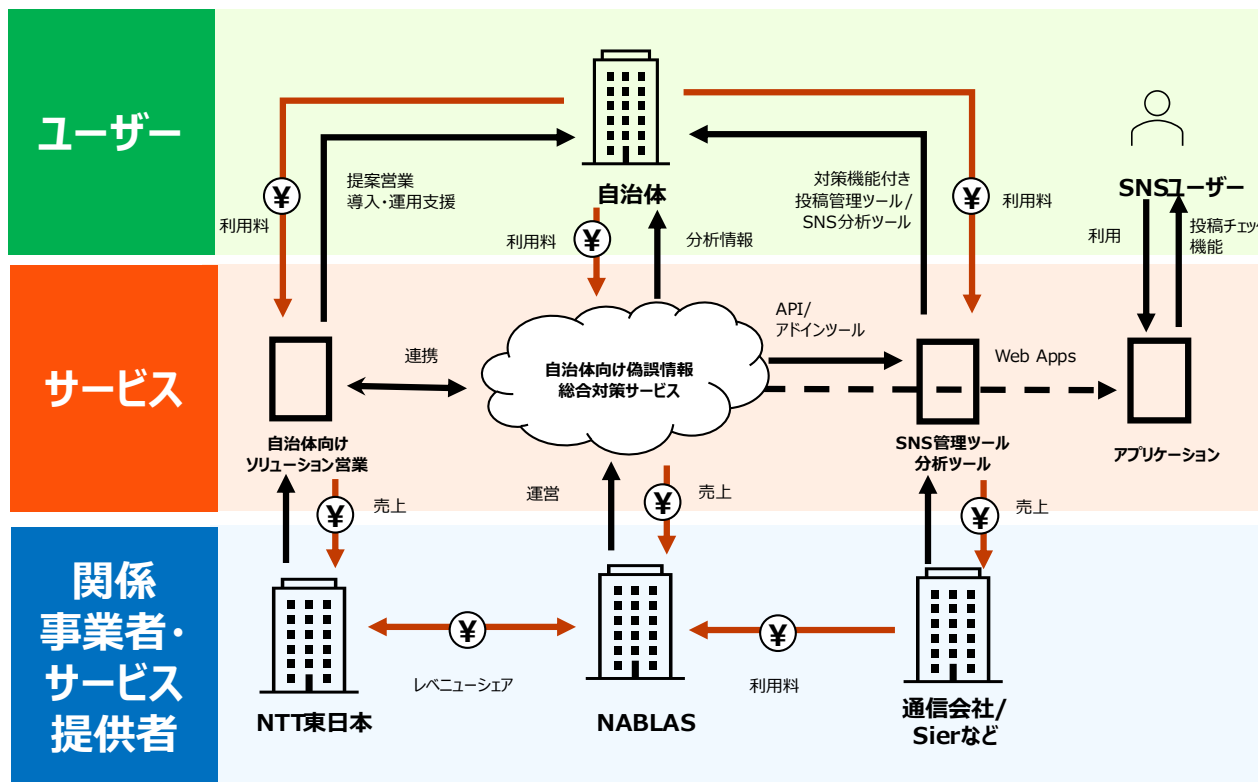 ユーザー
自治体
SNSユーザー
¥
利用料
提案営業
導入・運用支援
利用料
¥
分析情報
対策機能付き
投稿管理ツール/
SNS分析ツール
¥
利用料
利用
投稿チェック
機能
サービス
連携
自治体向け偽誤情報
総合対策サービス
API/
アドインツール
Web Apps
自治体向け
ソリューション営業
SNS管理ツール
分析ツール
アプリケーション
¥
売上
運営
¥
売上
¥
売上
関係
事業者・
サービス
提供者
¥
レベニューシェア
¥
利用料
NTT東日本
NABLAS
通信会社/
Sierなど